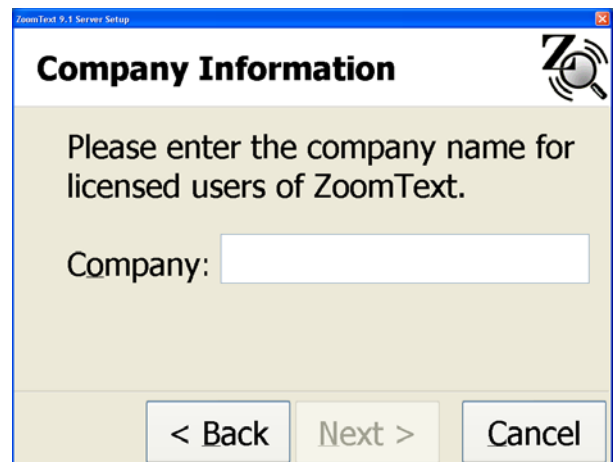 ZoomText 9.1 Server Setup
Company Information
Please enter the company name for
licensed users of ZoomText.
Company:
< Back
Next >
Cancel